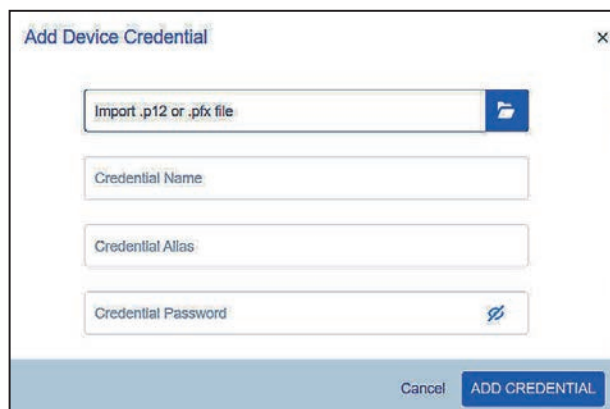 Add Device Credential
Import .p12 or .pfx file
Credential Name
Credential Alias
Credential Password
Cancel ADD CREDENTIAL